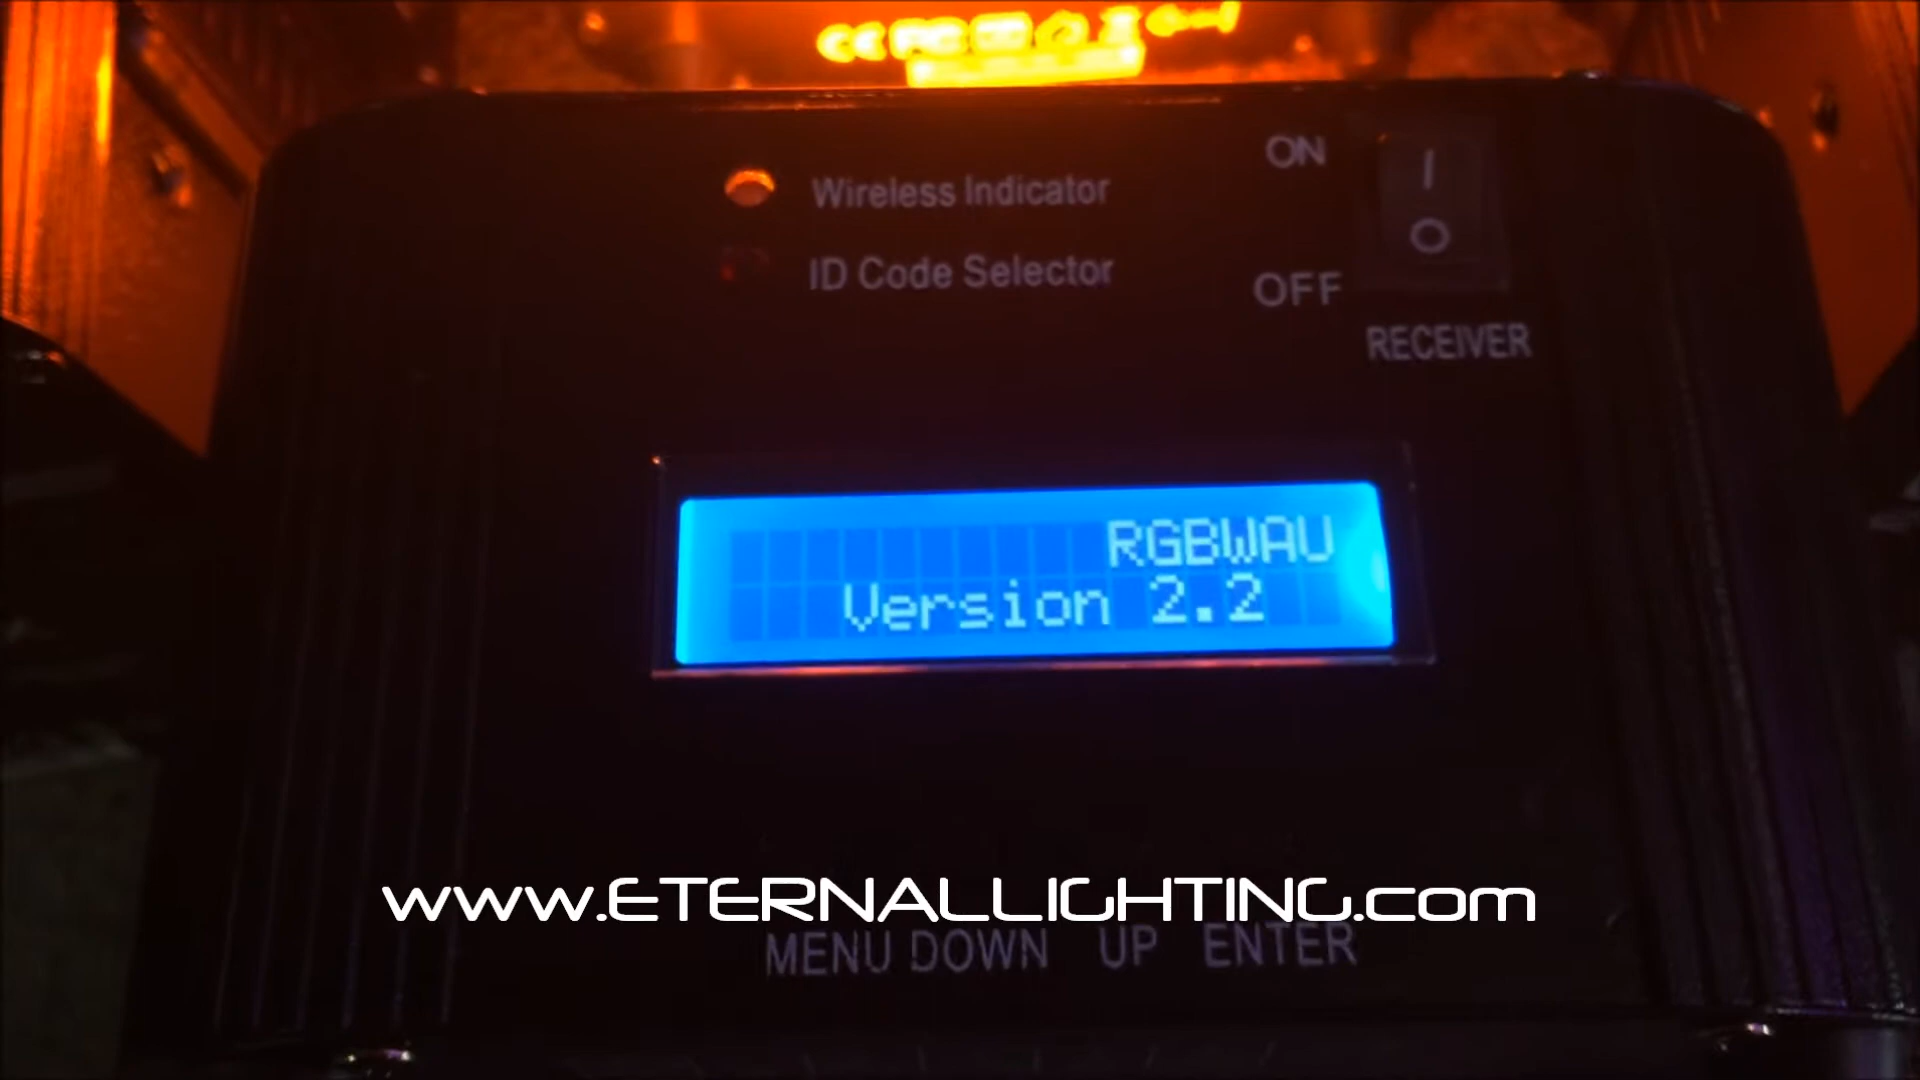 Wireless Indicator
ID Code Selector
ON
I
O
OFF
RECEIVER
RGBWAU
Version 2.2
www.ETERNALLIGHTING.com
MENU DOWN UP ENTER